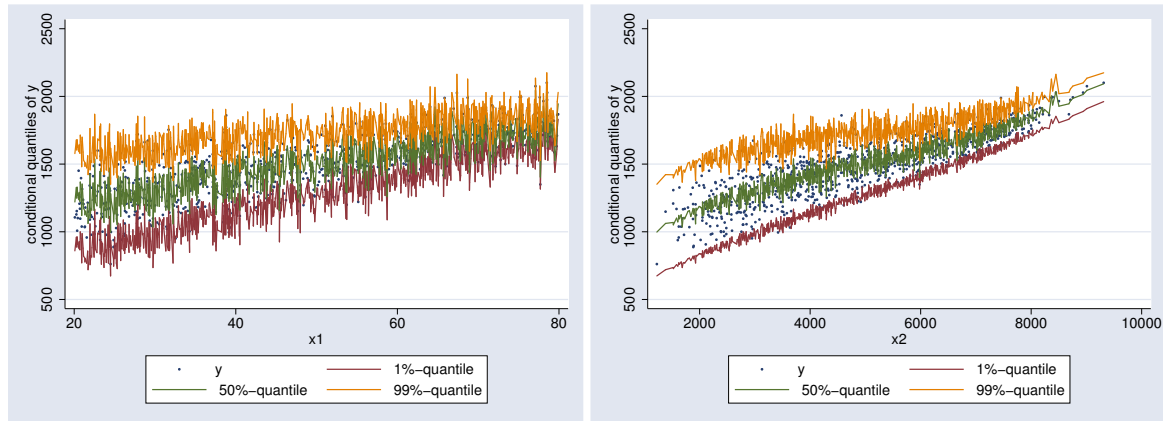 conditional quantiles of y
2500
2000
1500
1000
500
20
40
60
80
x1
y
1%−quantile
50%−quantile
99%−quantile
conditional quantiles of y
2500
2000
1500
1000
500
2000
4000
6000
8000
10000
x2
y
1%−quantile
50%−quantile
99%−quantile